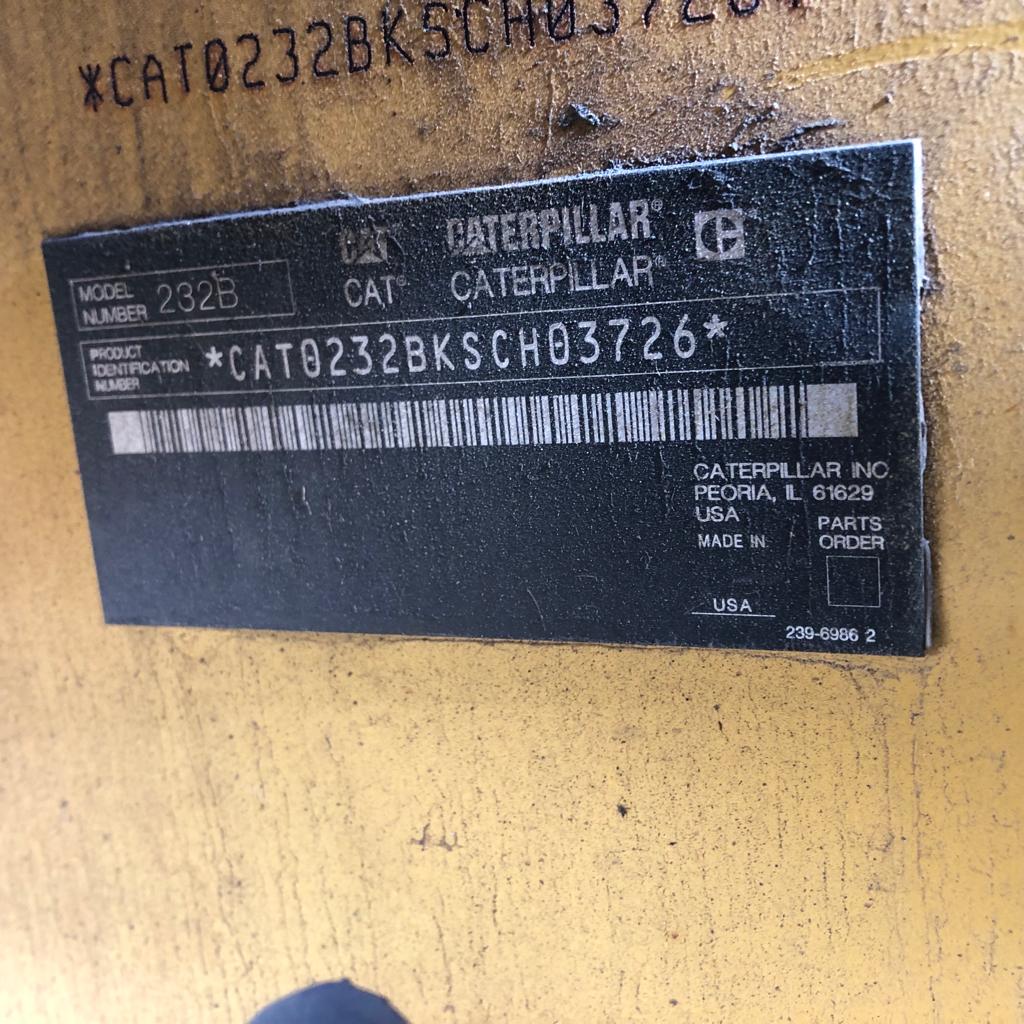 *CAT0232BKSCH03726
CAT CATERPILLAR®
MODEL NUMBER 232B CAT® CATERPILLAR®
PRODUCT IDENTIFICATION NUMBER *CAT0232BKSCH03726*
CATERPILLAR INC.
PEORIA, IL 61629
USA
MADE IN
USA
PARTS
ORDER
239-6986 2